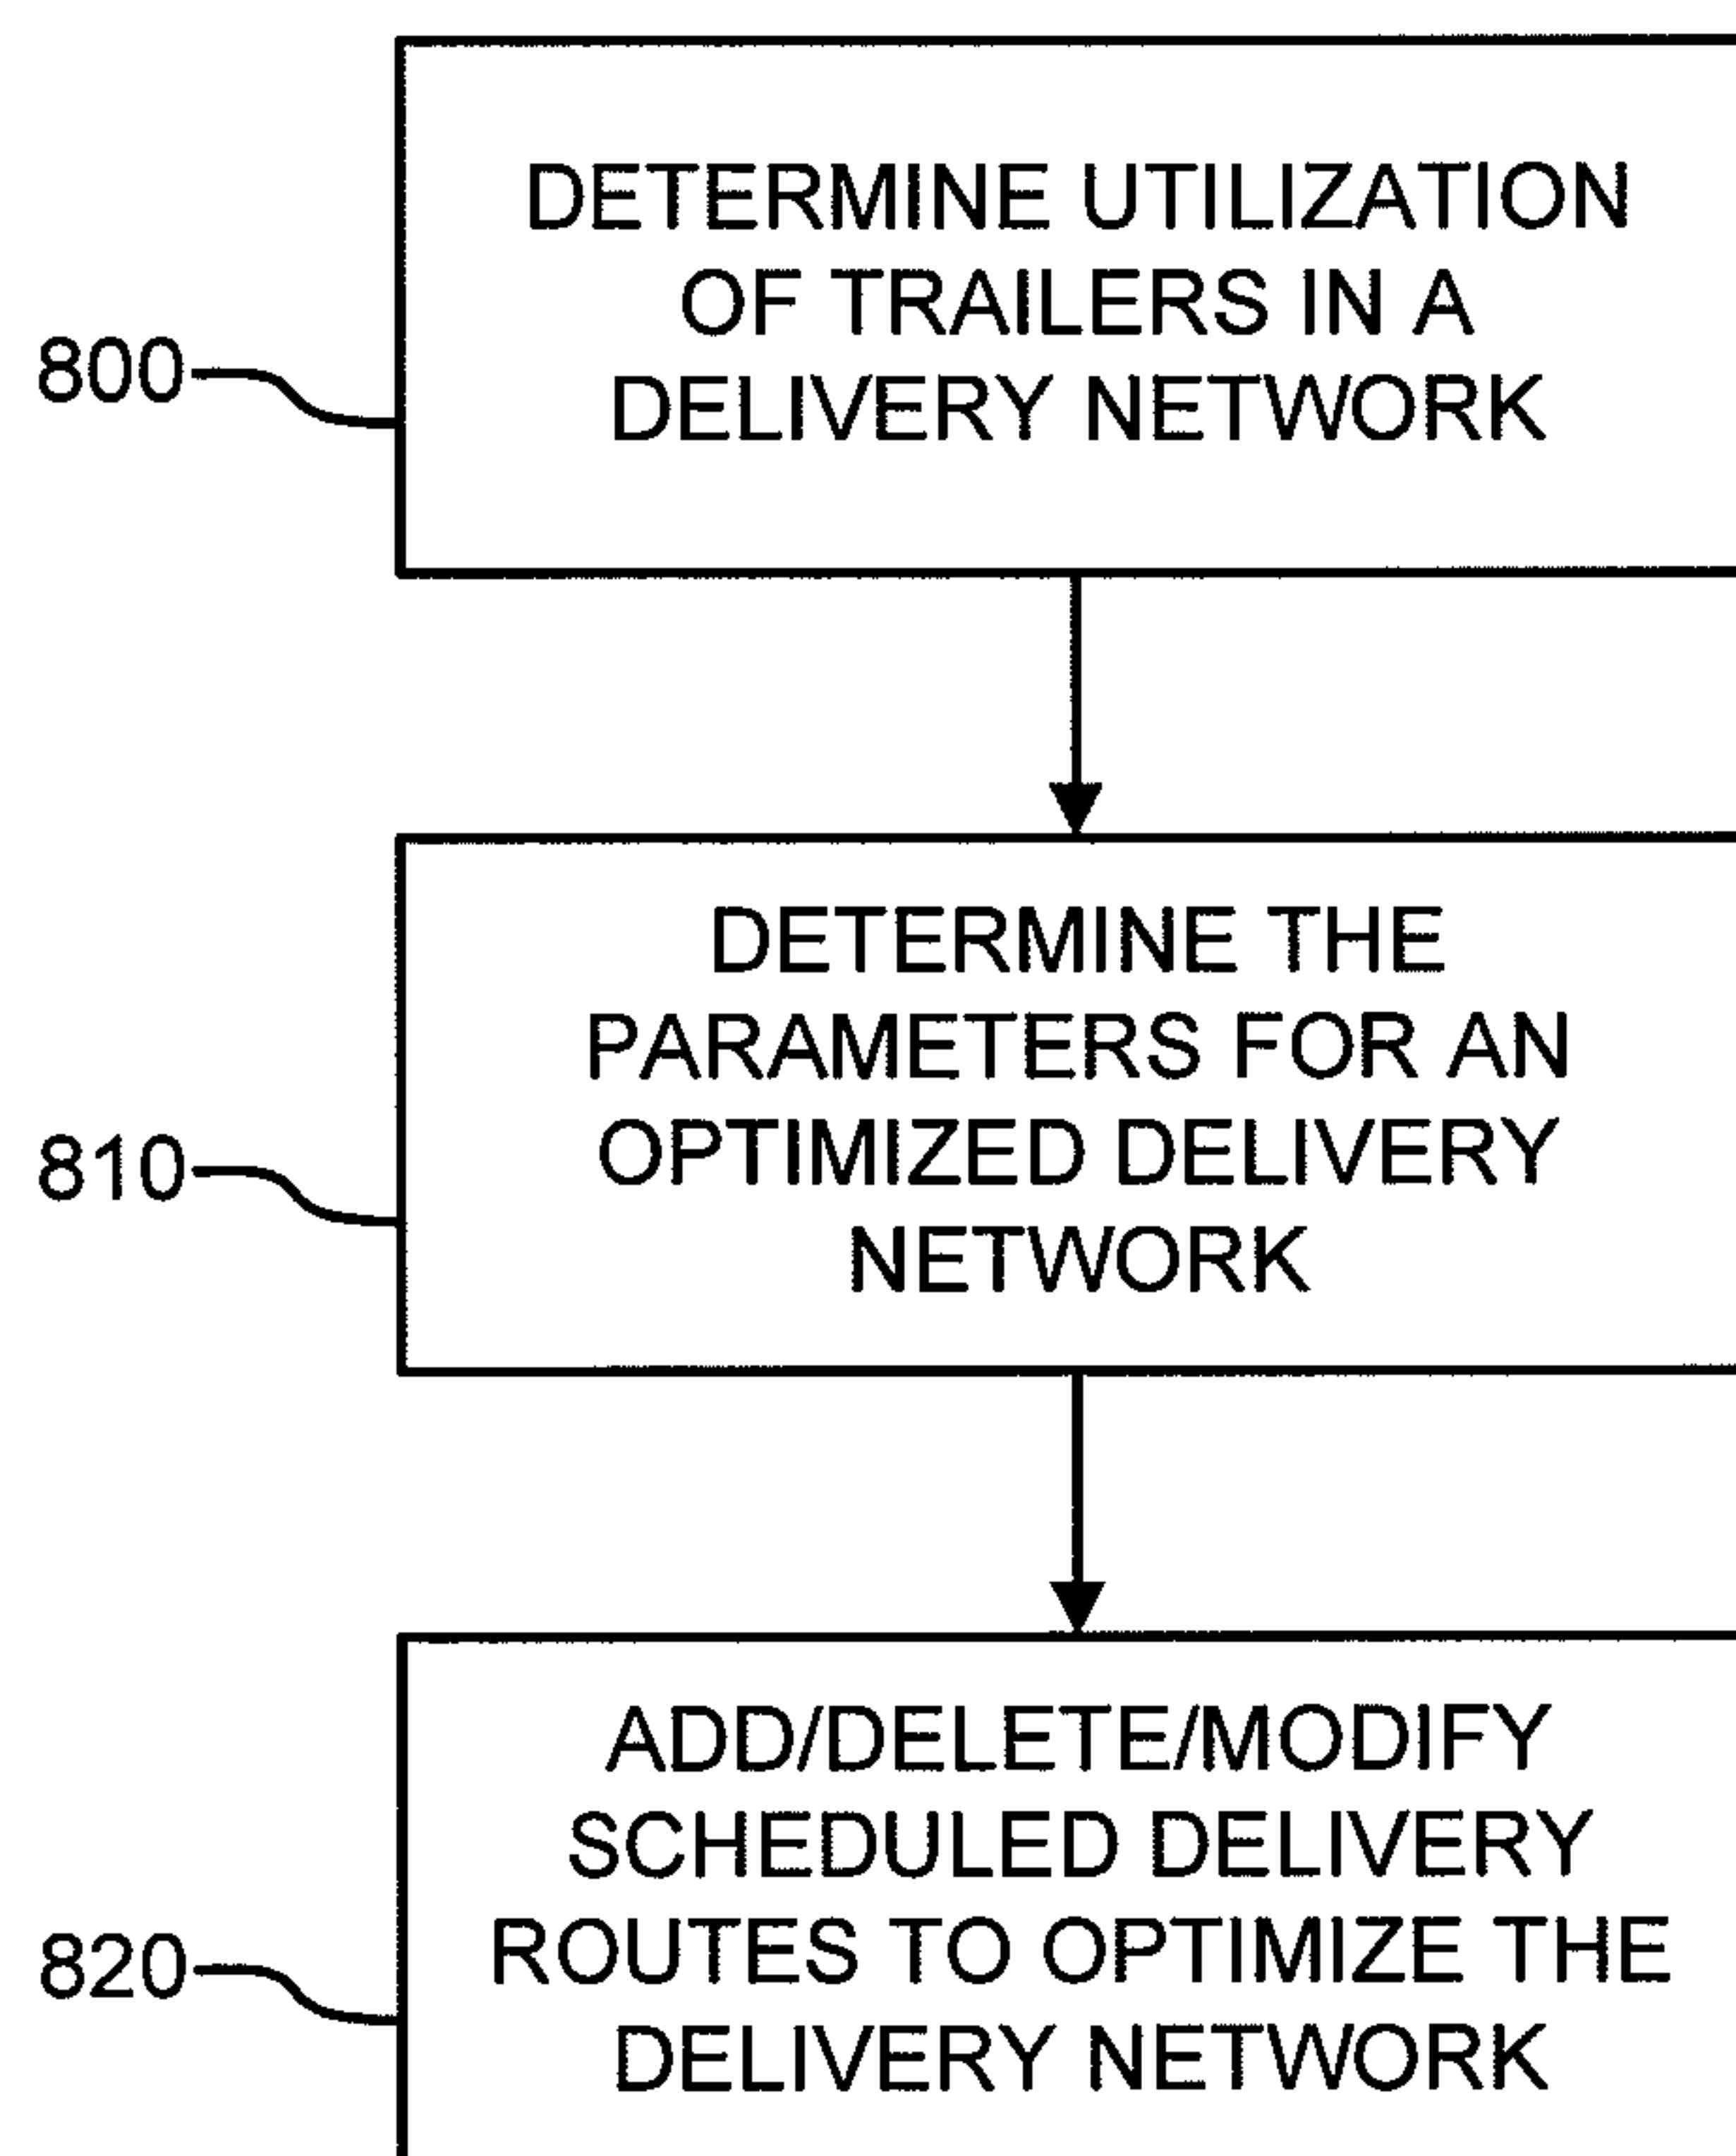 DETERMINE UTILIZATION
OF TRAILERS IN A
DELIVERY NETWORK
800
DETERMINE THE
PARAMETERS FOR AN
OPTIMIZED DELIVERY
NETWORK
810
ADD/DELETE/MODIFY
SCHEDULED DELIVERY
ROUTES TO OPTIMIZE THE
DELIVERY NETWORK
820